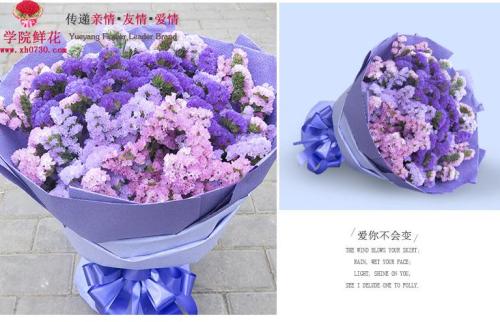 传递亲情·友情·爱情
Yueyang Flower Leader Brand
学院鲜花
www.xh0730.com
爱你不会变
THE WIND BLOWS YOUR SKIRT,
RAIN, WET YOUR FACE;
LIGHT, SHINE ON YOU,
SEE I DELUDE ONE TO FOLLY.